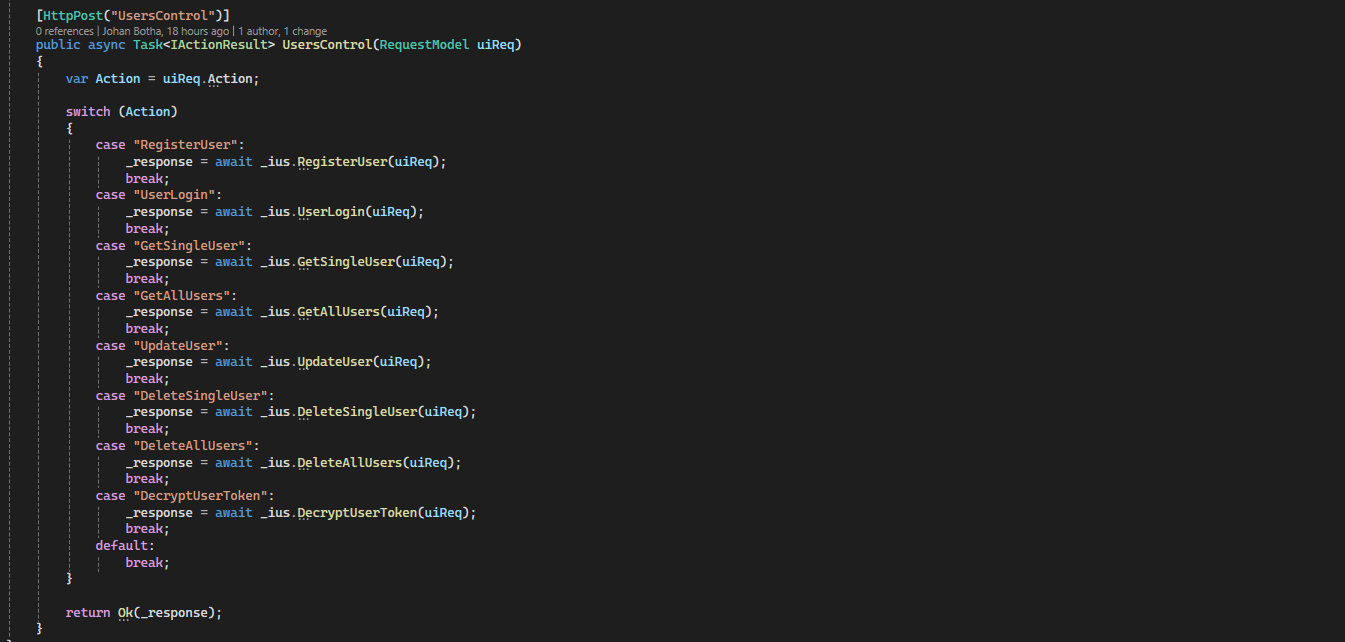 [HttpPost("UsersControl")]
0 references | Johan Botha, 18 hours ago | 1 author, 1 change
public async Task<IActionResult> UsersControl(RequestModel uiReq)
{
var Action = uiReq.Action;
switch (Action)
{
case "RegisterUser":
_response = await _ius.RegisterUser(uiReq);
break;
case "UserLogin":
_response = await _ius.UserLogin(uiReq);
break;
case "GetSingleUser":
_response = await _ius.GetSingleUser(uiReq);
break;
case "GetAllUsers":
_response = await _ius.GetAllUsers(uiReq);
break;
case "UpdateUser":
_response = await _ius.UpdateUser(uiReq);
break;
case "DeleteSingleUser":
_response = await _ius.DeleteSingleUser(uiReq);
break;
case "DeleteAllUsers":
_response = await _ius.DeleteAllUsers(uiReq);
break;
case "DecryptUserToken":
_response = await _ius.DecryptUserToken(uiReq);
break;
default:
break;
}
return Ok(_response);
}